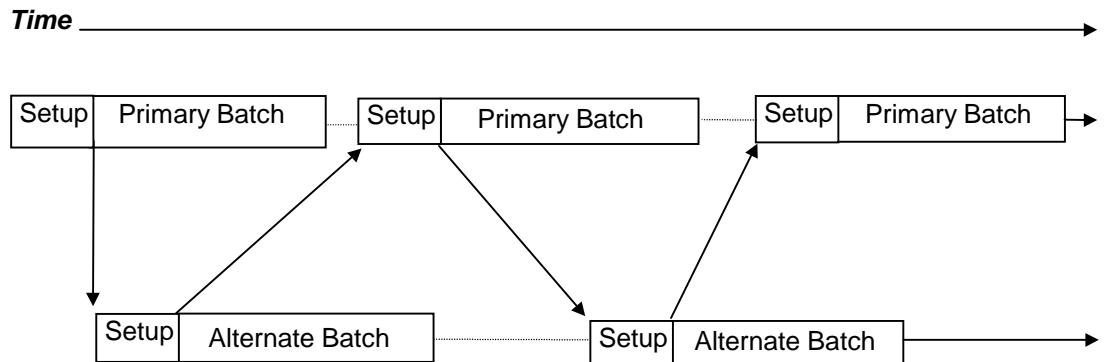 Time
Setup Primary Batch Setup Primary Batch Setup Primary Batch
Setup Alternate Batch Setup Alternate Batch